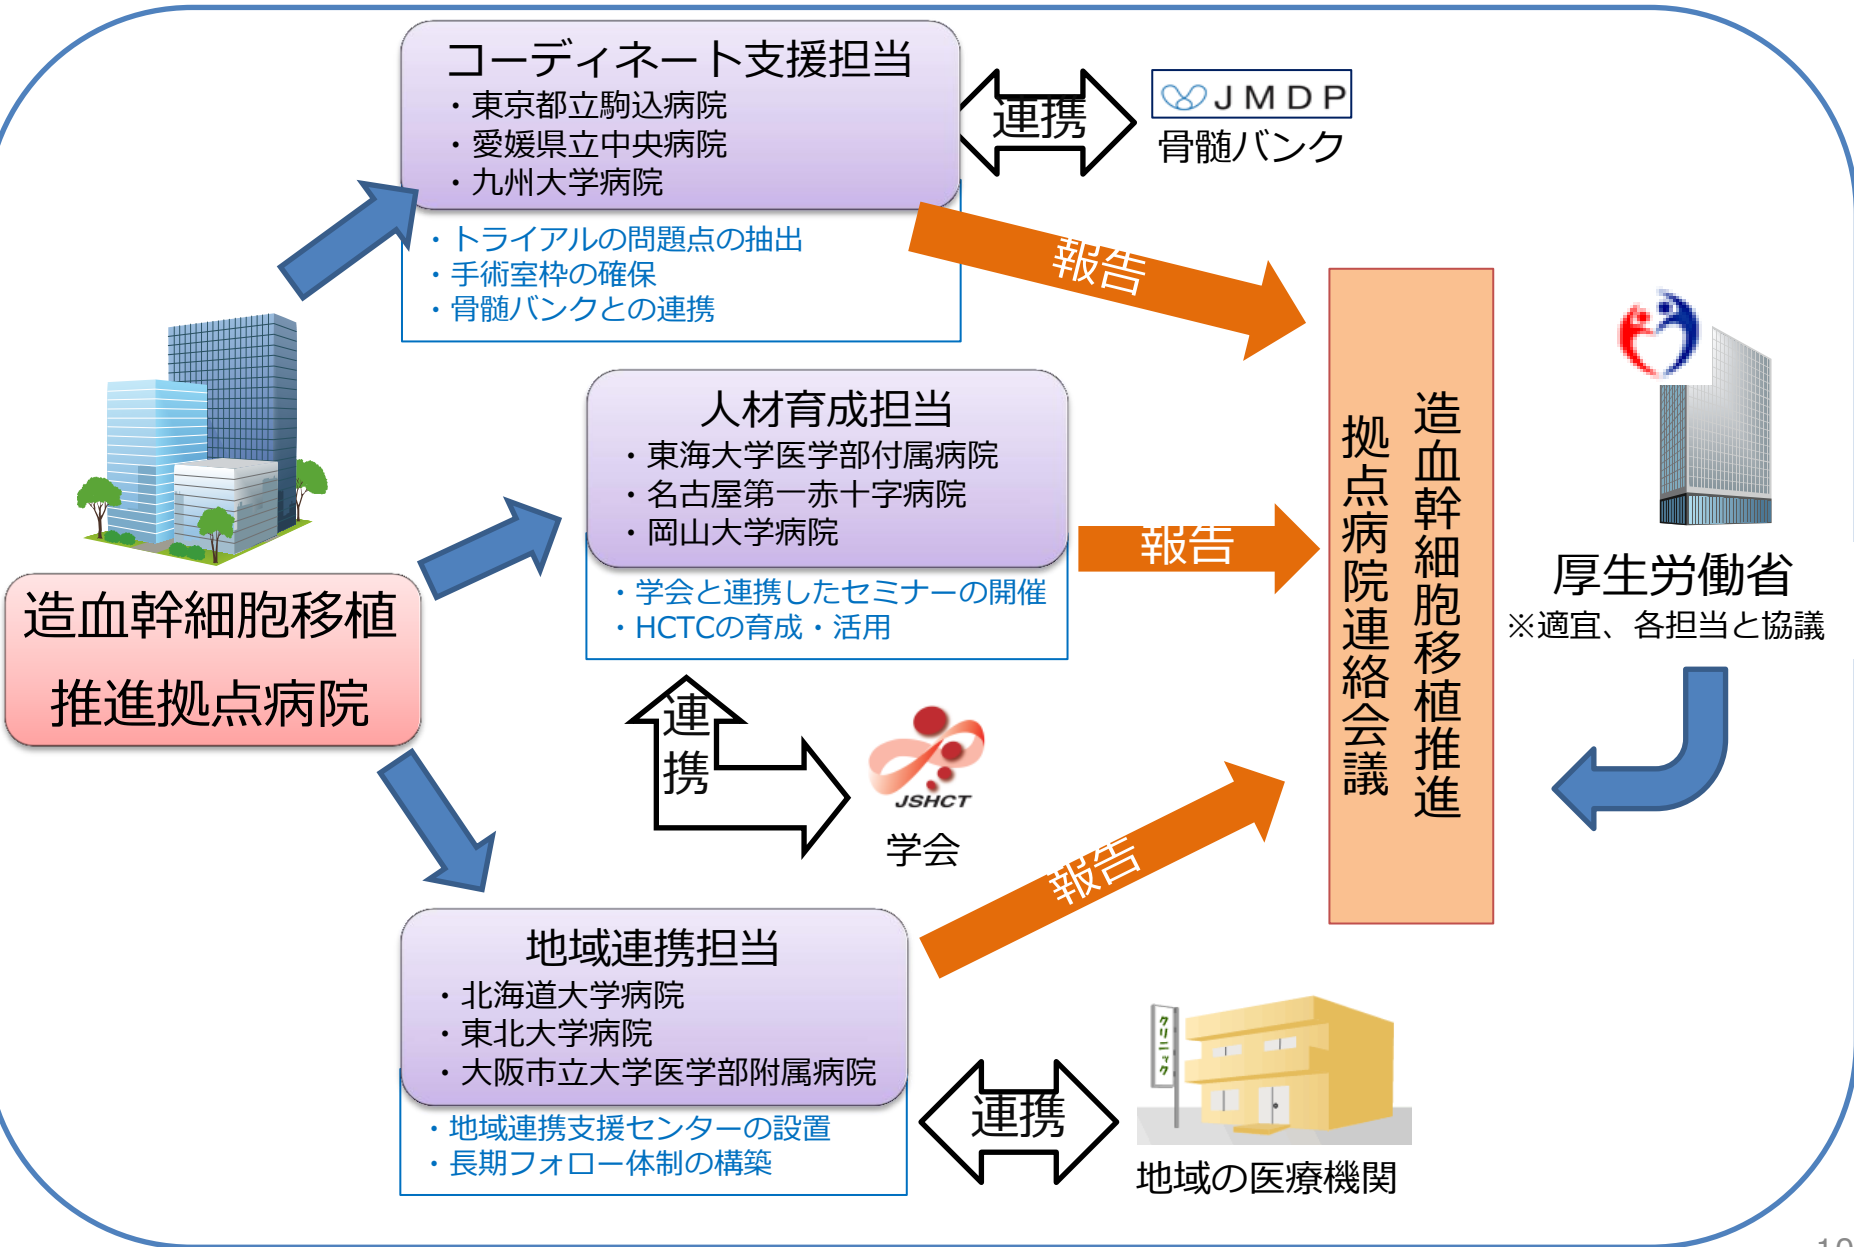 コーディネート支援担当
・東京都立駒込病院
・愛媛県立中央病院
・九州大学病院
・トライアルの問題点の抽出
・手術室枠の確保
・骨髄バンクとの連携
連携
JMDP
骨髄バンク
報告
人材育成担当
・東海大学医学部付属病院
・名古屋第一赤十字病院
・岡山大学病院
・学会と連携したセミナーの開催
・HCTCの育成・活用
報告
連携
JSHCT
学会
造血幹細胞移植
推進拠点病院
地域連携担当
・北海道大学病院
・東北大学病院
・大阪市立大学医学部附属病院
・地域連携支援センターの設置
・長期フォロー体制の構築
報告
連携
クリニック
地域の医療機関
造血幹細胞移植推進
拠点病院連絡会議
厚生労働省
※適宜、各担当と協議